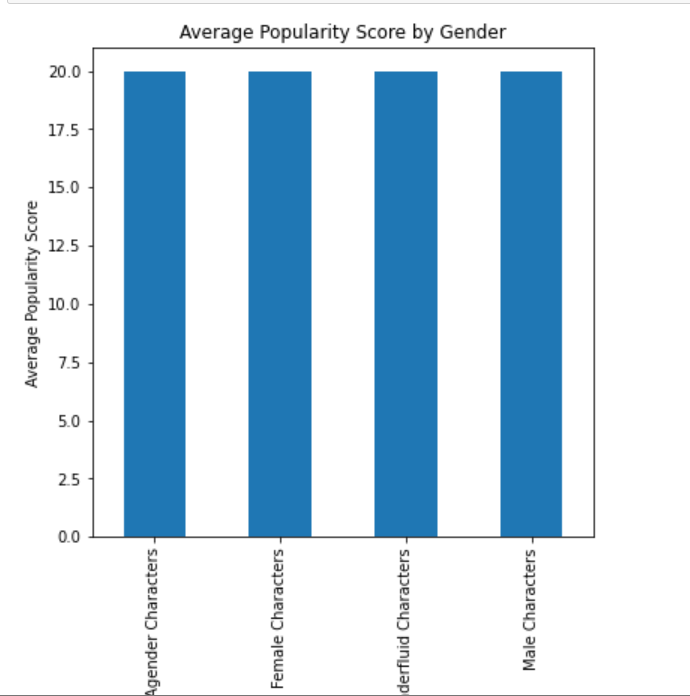 Average Popularity Score by Gender
Average Popularity Score
20.0
17.5
15.0
12.5
10.0
7.5
5.0
2.5
0.0
Agender Characters
Female Characters
derfluid Characters
Male Characters